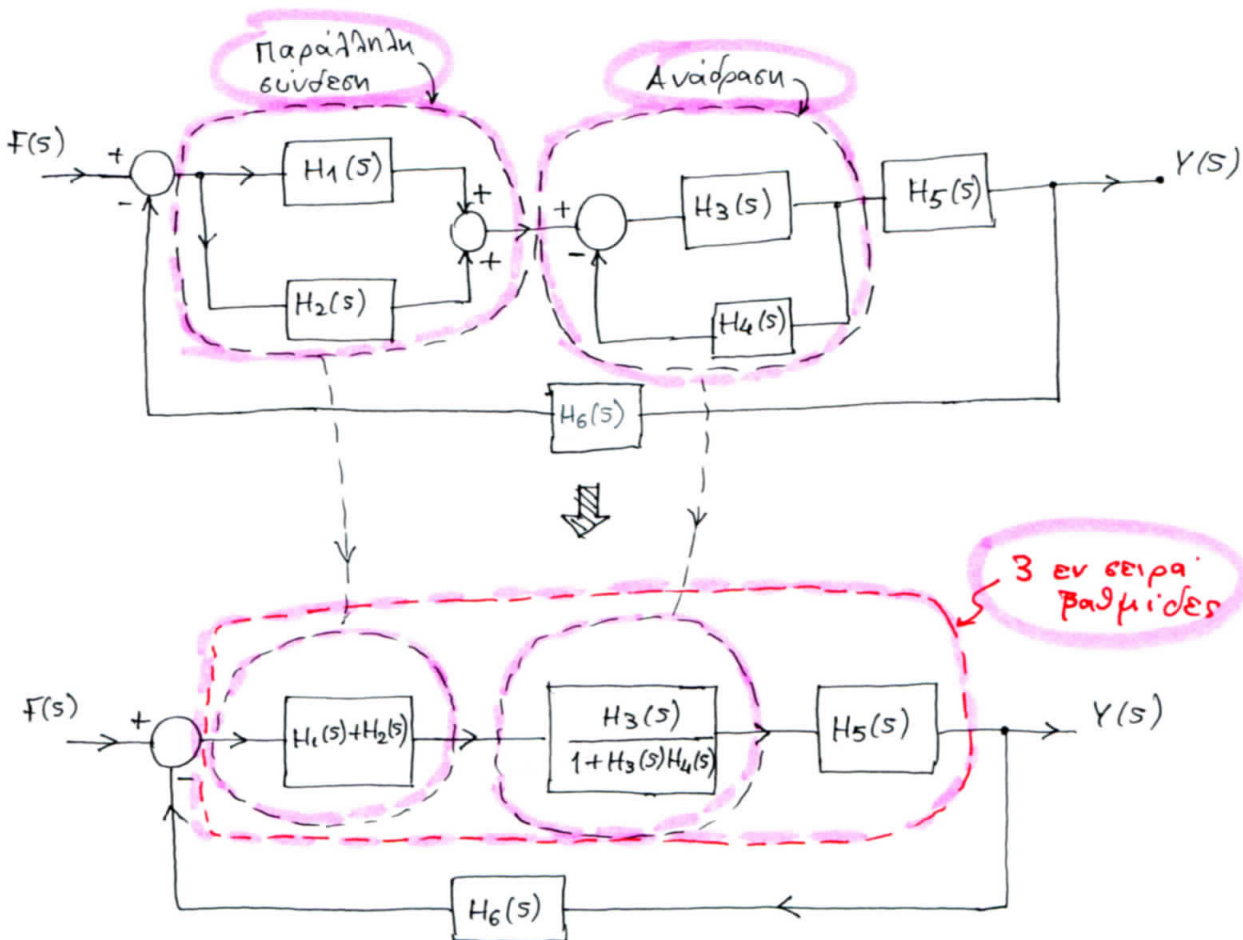 Παράλληλη
σύνδεση
Ανάδραση
F(s)
+
-
H1(s)
+
+
H2(s)
+
-
H3(s)
H4(s)
H5(s)
Y(s)
H6(s)
3 εν σειρά
βαθμίδες
F(s)
+
-
H1(s)+H2(s)
H3(s)
1+H3(s)H4(s)
H5(s)
Y(s)
H6(s)